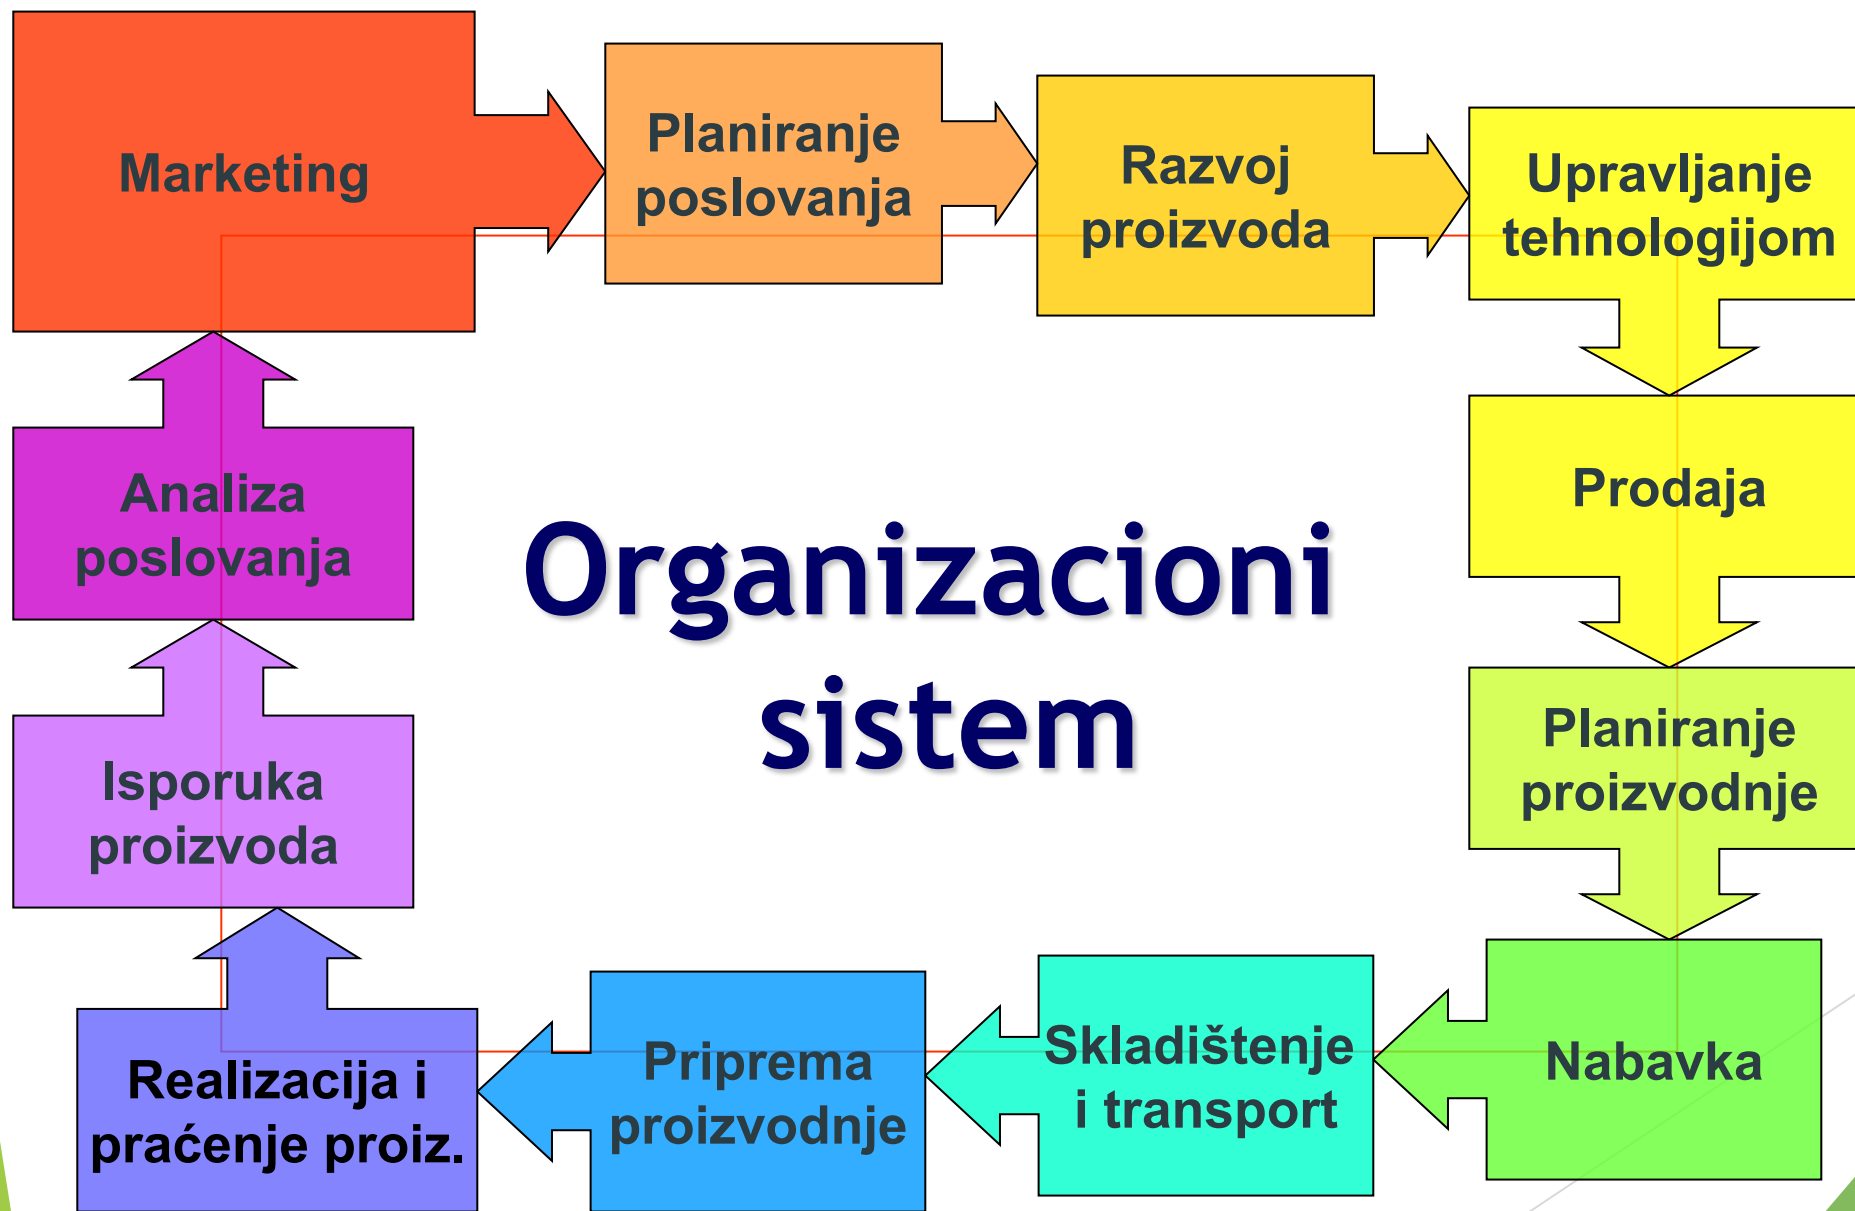 Marketing
Planiranje
poslovanja
Razvoj
proizvoda
Upravljanje
tehnologijom
Prodaja
Planiranje
proizvodnje
Nabavka
Skladištenje
i transport
Priprema
proizvodnje
Realizacija i
praćenje proiz.
Isporuka
proizvoda
Analiza
poslovanja
Organizacioni
sistem